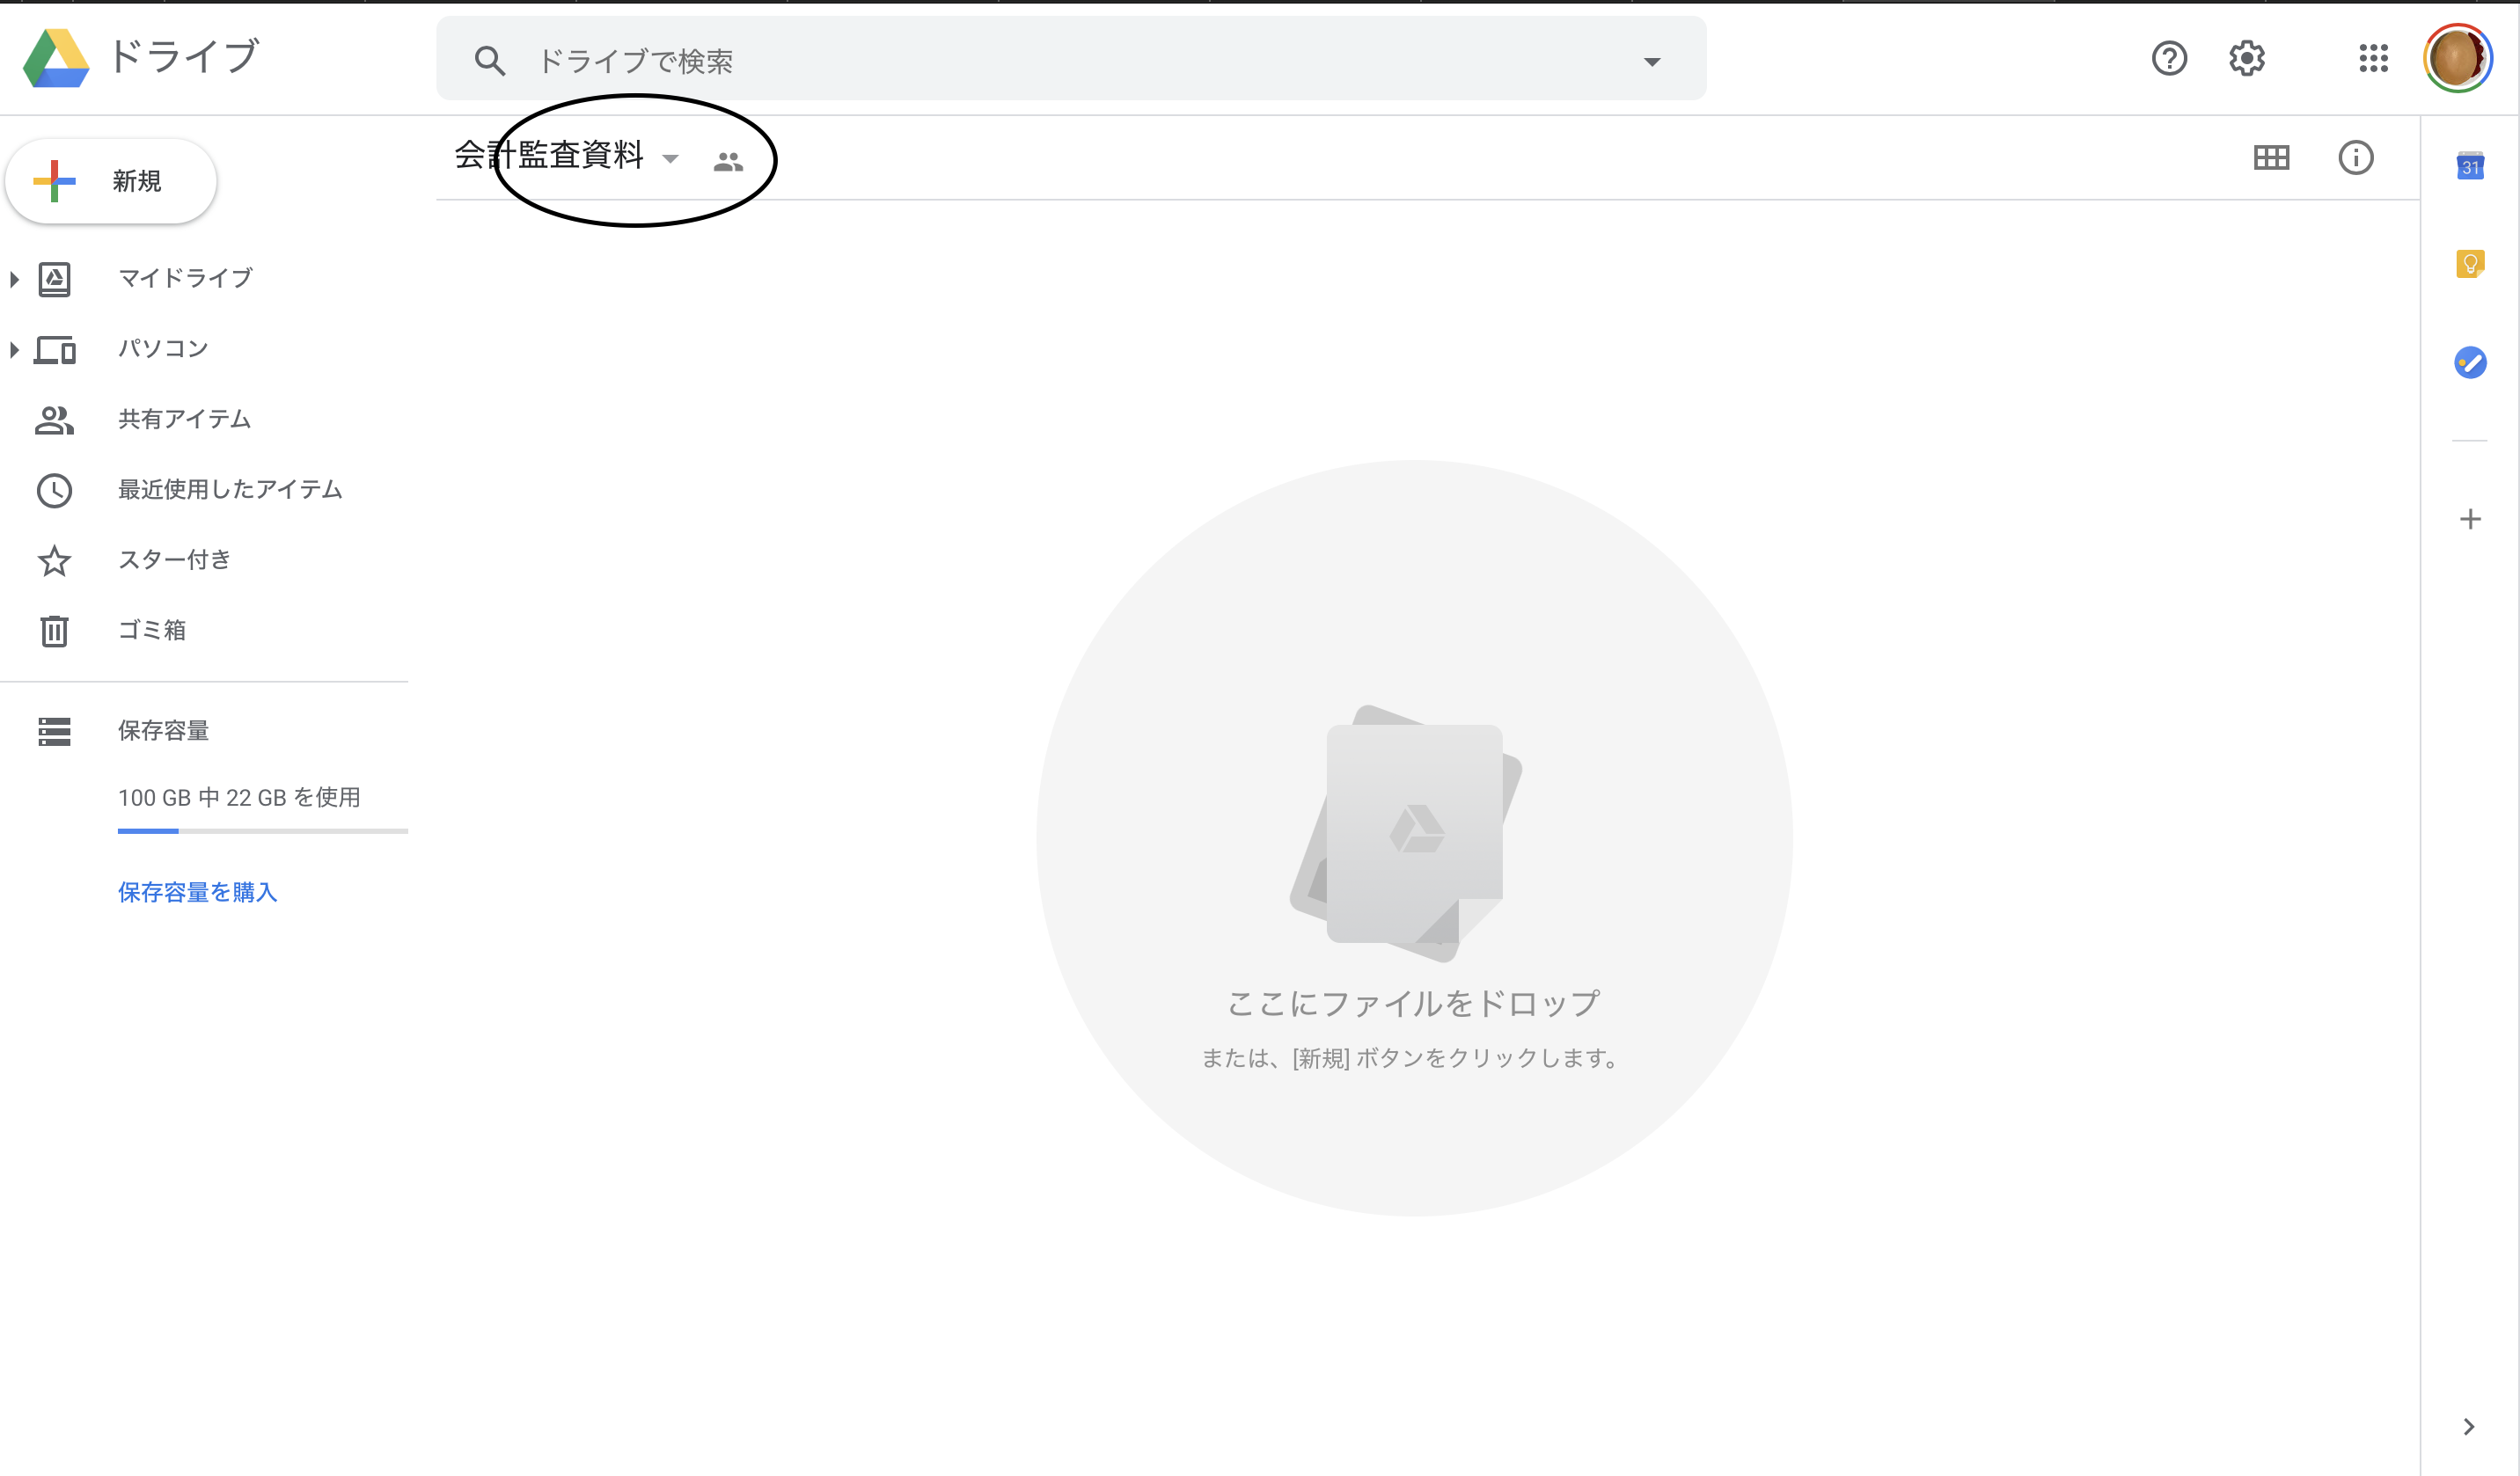 ドライブ
ドライブで検索
新規
会計監査資料
31
マイドライブ
パソコン
共有アイテム
最近使用したアイテム
スター付き
ゴミ箱
保存容量
100 GB 中 22 GB を使用
保存容量を購入
ここにファイルをドロップ
または、[新規] ボタンをクリックします。